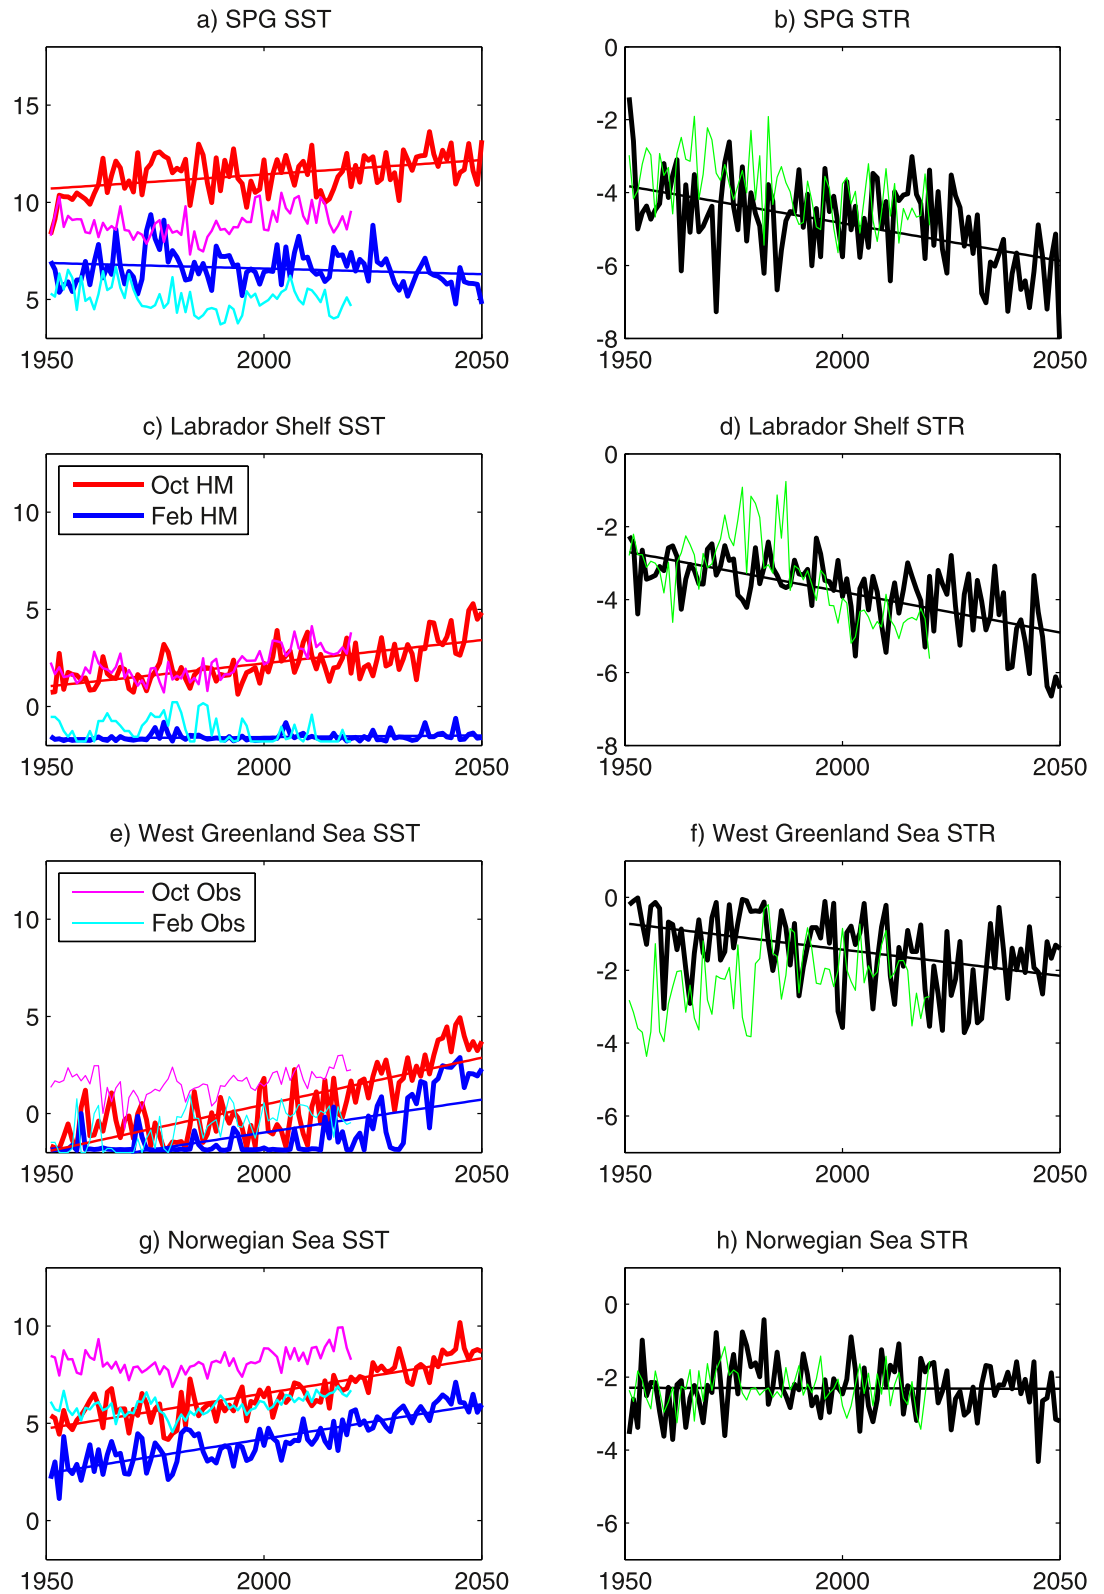 a) SPG SST
b) SPG STR
15
10
5
1950 2000 2050
0
-2
-4
-6
-8
1950 2000 2050
c) Labrador Shelf SST
d) Labrador Shelf STR
Oct HM
Feb HM
10
5
0
1950 2000 2050
0
-2
-4
-6
-8
1950 2000 2050
e) West Greenland Sea SST
f) West Greenland Sea STR
Oct Obs
Feb Obs
10
5
0
1950 2000 2050
0
-2
-4
-6
1950 2000 2050
g) Norwegian Sea SST
h) Norwegian Sea STR
10
5
0
1950 2000 2050
0
-2
-4
-6
1950 2000 2050